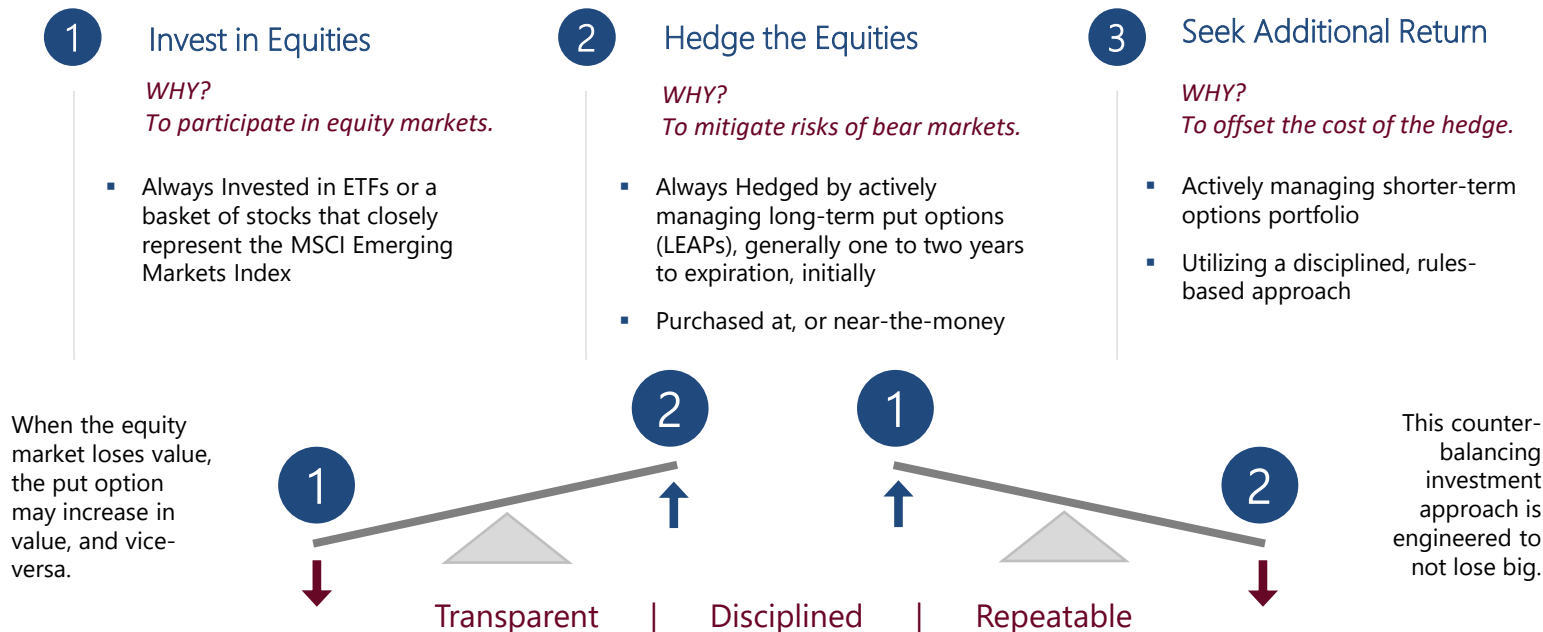 1 Invest in Equities
WHY?
To participate in equity markets.
▪ Always Invested in ETFs or a
basket of stocks that closely
represent the MSCI Emerging
Markets Index
2 Hedge the Equities
WHY?
To mitigate risks of bear markets.
▪ Always Hedged by actively
managing long-term put options
(LEAPs), generally one to two years
to expiration, initially
▪ Purchased at, or near-the-money
3 Seek Additional Return
WHY?
To offset the cost of the hedge.
▪ Actively managing shorter-term
options portfolio
▪ Utilizing a disciplined, rules-
based approach
When the equity
market loses value,
the put option
may increase in
value, and vice-
versa.
1
2
1
2
This counter-
balancing
investment
approach is
engineered to
not lose big.
Transparent | Disciplined | Repeatable